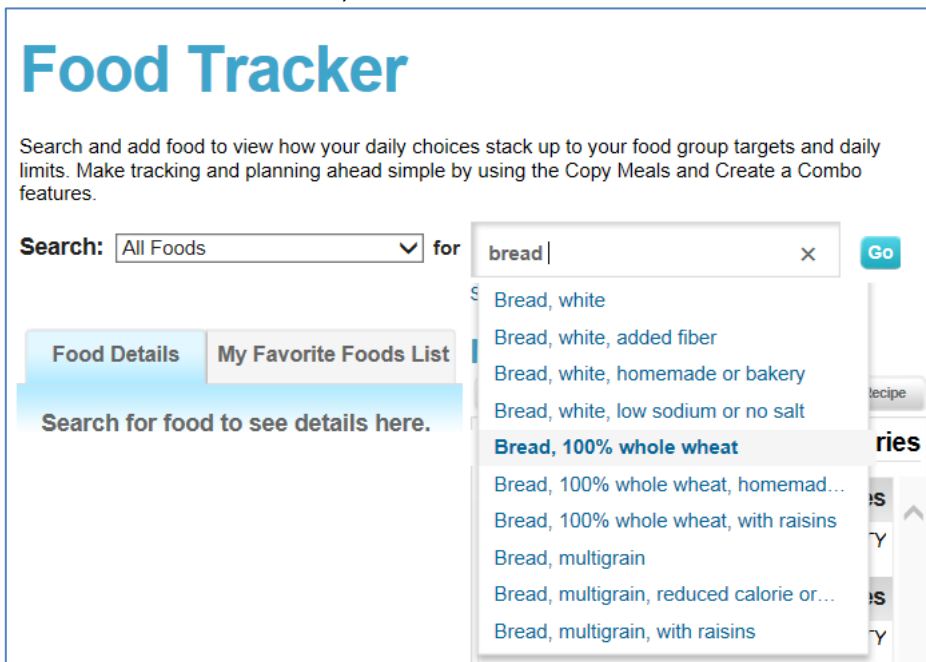 Food Tracker
Search and add food to view how your daily choices stack up to your food group targets and daily
limits. Make tracking and planning ahead simple by using the Copy Meals and Create a Combo
features.
Search: All Foods for bread × Go
S
Bread, white
Bread, white, added fiber
Food Details My Favorite Foods List
Bread, white, homemade or bakery
Bread, white, low sodium or no salt
Search for food to see details here.
Bread, 100% whole wheat
Bread, 100% whole wheat, homemad...
Bread, 100% whole wheat, with raisins
Bread, multigrain
Bread, multigrain, reduced calorie or...
Bread, multigrain, with raisins